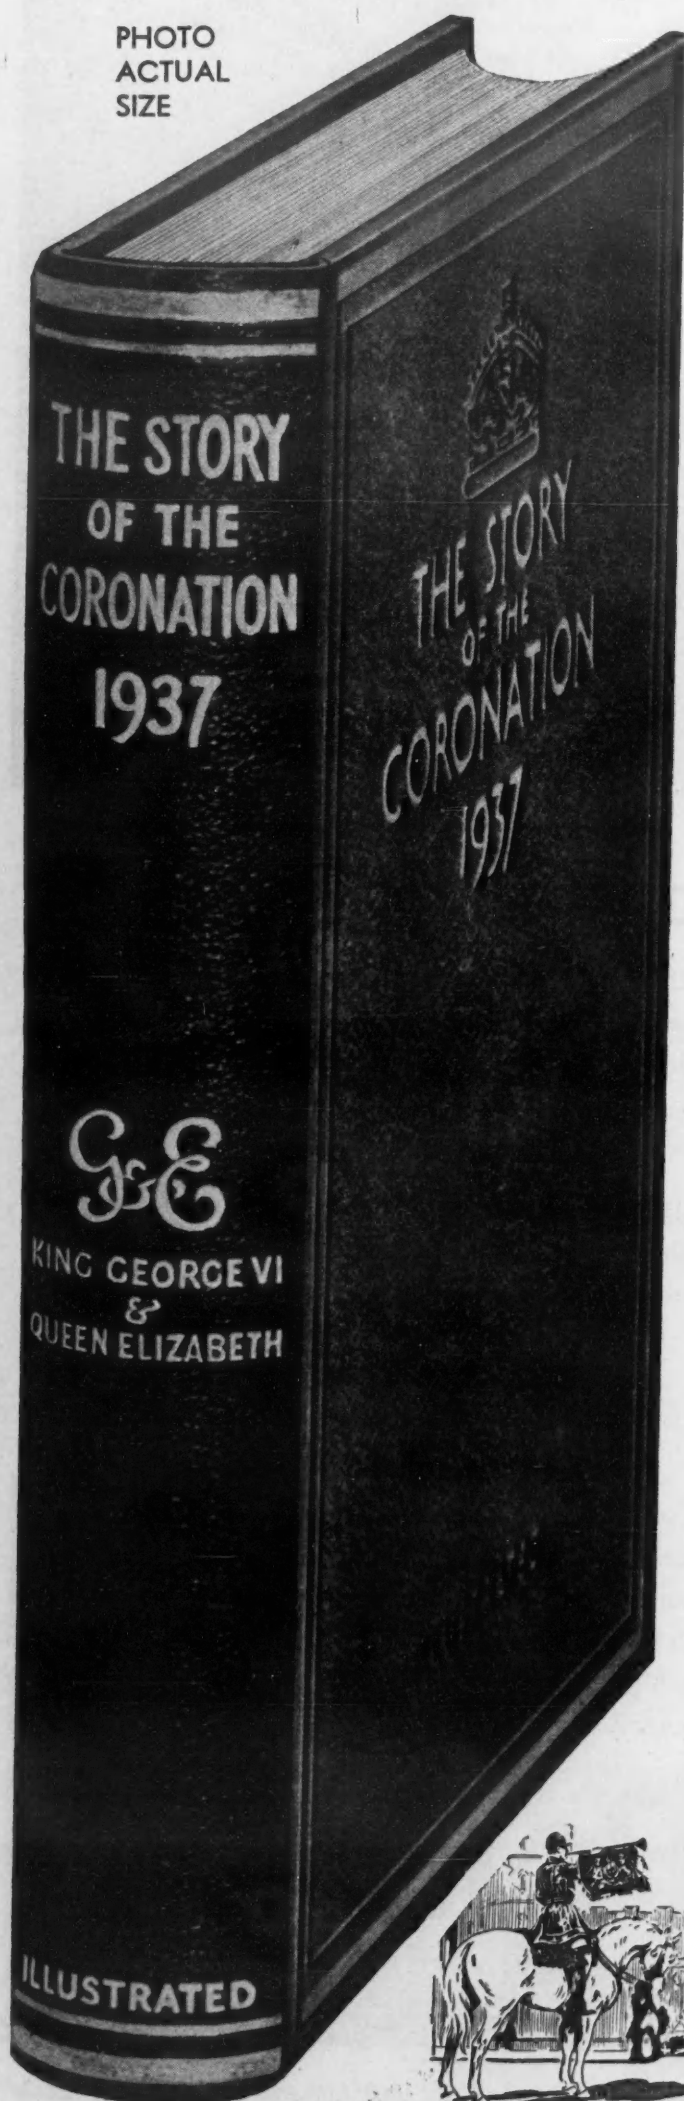 PHOTO
ACTUAL
SIZE
THE STORY
OF THE
CORONATION
1937
G&E
KING GEORGE VI
&
QUEEN ELIZABETH
ILLUSTRATED
THE STORY
OF THE
CORONATION
1937